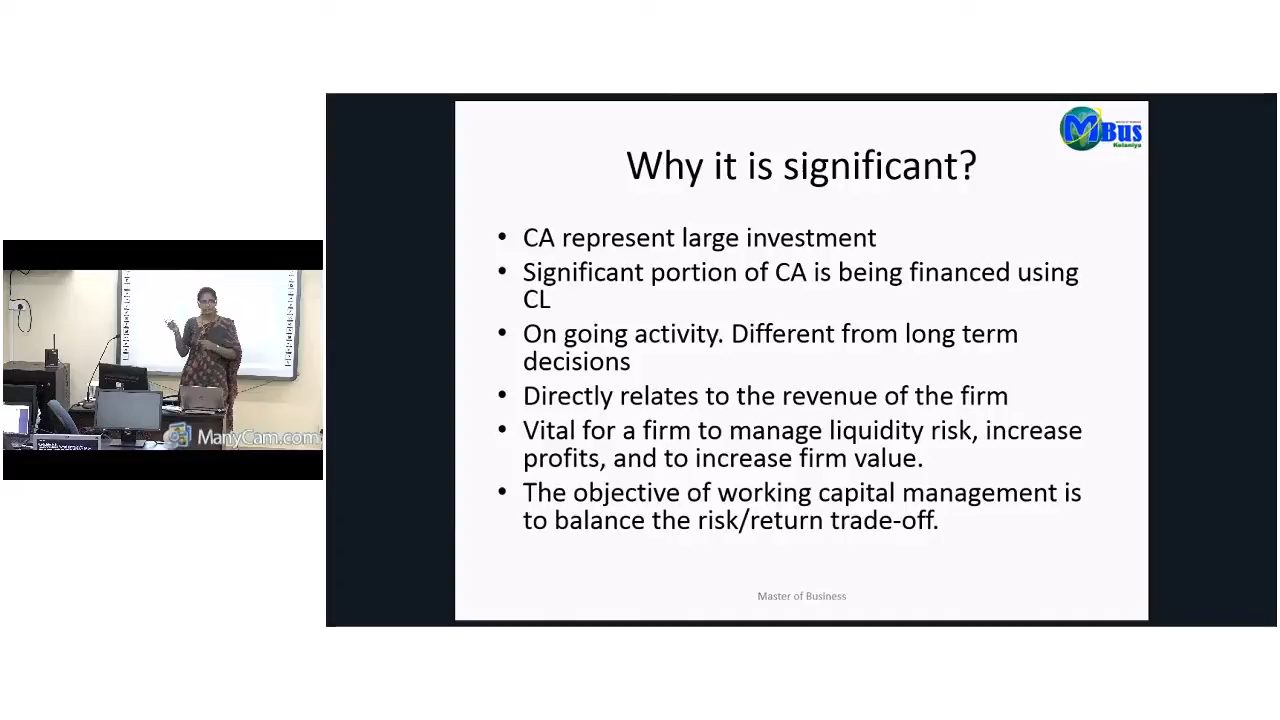 MBus
Kelaniya
Why it is significant?
• CA represent large investment
• Significant portion of CA is being financed using
CL
• On going activity. Different from long term
decisions
• Directly relates to the revenue of the firm
• Vital for a firm to manage liquidity risk, increase
profits, and to increase firm value.
• The objective of working capital management is
to balance the risk/return trade-off.
Master of Business
ManyCam.com